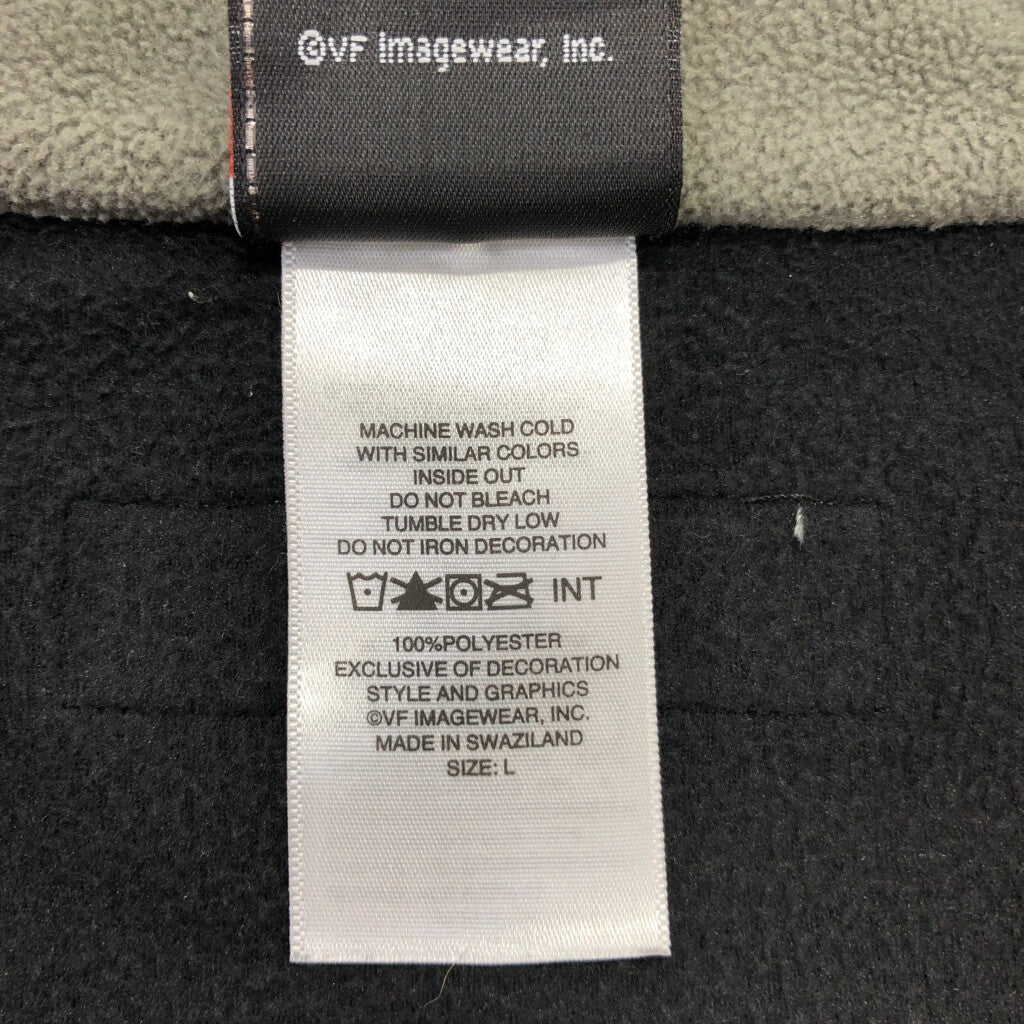 ©VF Imagewear, Inc.
MACHINE WASH COLD
WITH SIMILAR COLORS
INSIDE OUT
DO NOT BLEACH
TUMBLE DRY LOW
DO NOT IRON DECORATION
INT
100%POLYESTER
EXCLUSIVE OF DECORATION
STYLE AND GRAPHICS
©VF IMAGEWEAR, INC.
MADE IN SWAZILAND
SIZE: L